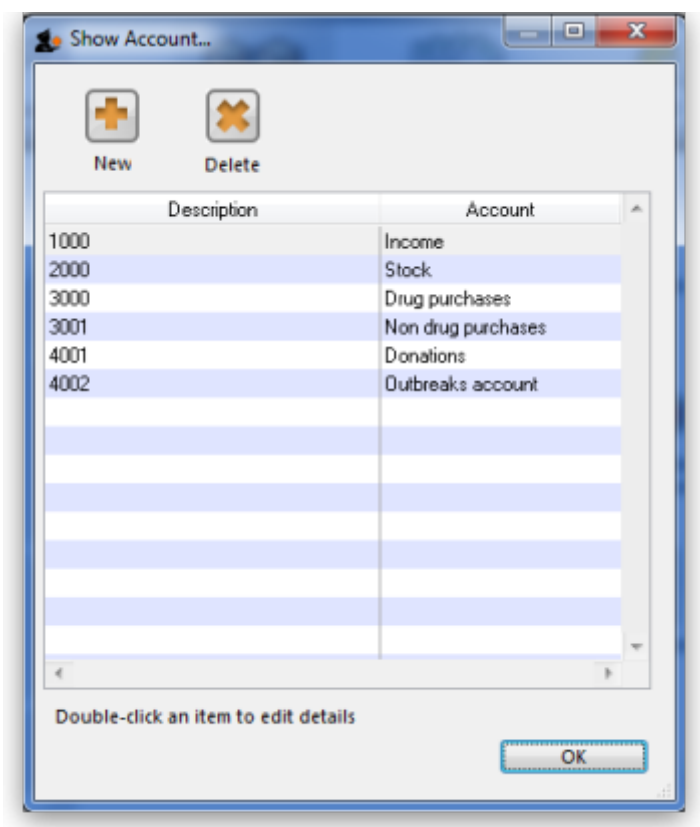 Show Account...
New Delete
Description Account
1000 Income
2000 Stock
3000 Drug purchases
3001 Non drug purchases
4001 Donations
4002 Outbreaks account
Double-click an item to edit details
OK